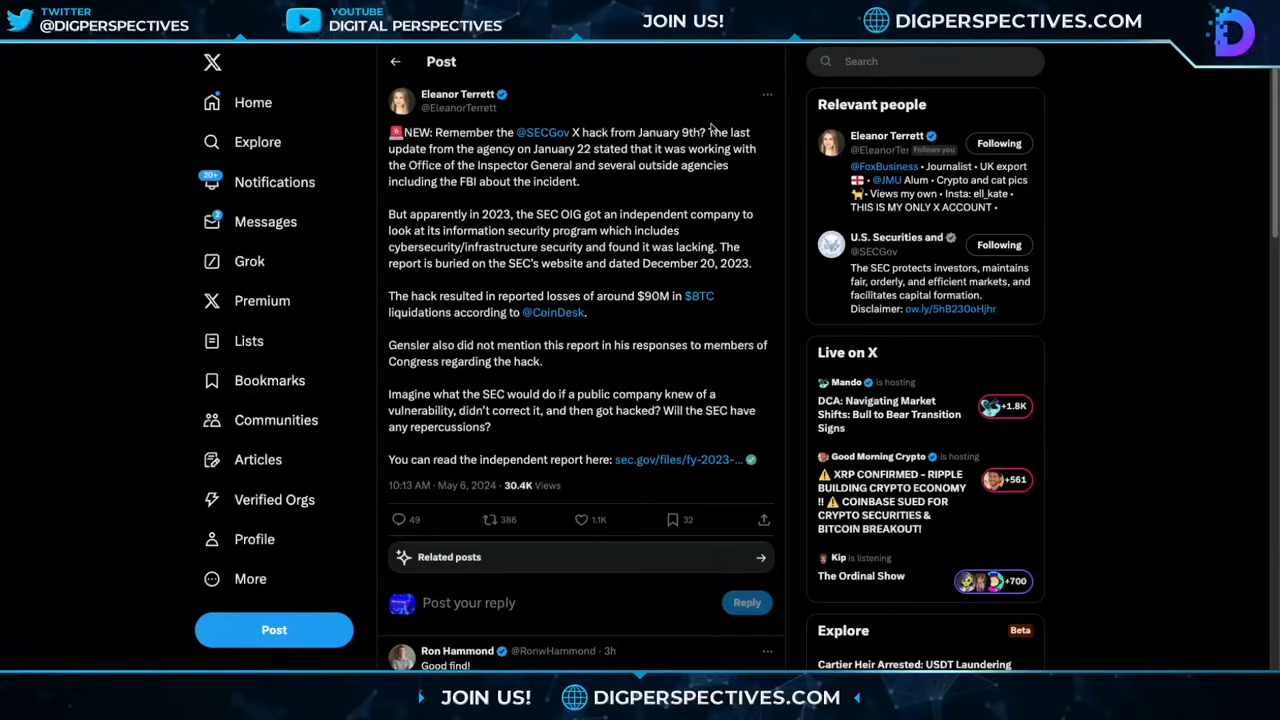 TWITTER
@DIGPERSPECTIVES
YOUTUBE
DIGITAL PERSPECTIVES
JOIN US!
DIGPERSPECTIVES.COM
Home
Explore
20+
Notifications
2
Messages
Grok
Premium
Lists
Bookmarks
Communities
Articles
Verified Orgs
Profile
More
Post
Post
Eleanor Terrett
@EleanorTerrett
🚨NEW: Remember the @SECGov X hack from January 9th? The last
update from the agency on January 22 stated that it was working with
the Office of the Inspector General and several outside agencies
including the FBI about the incident.
But apparently in 2023, the SEC OIG got an independent company to
look at its information security program which includes
cybersecurity/infrastructure security and found it was lacking. The
report is buried on the SEC's website and dated December 20, 2023.
The hack resulted in reported losses of around $90M in $BTC
liquidations according to @CoinDesk.
Gensler also did not mention this report in his responses to members of
Congress regarding the hack.
Imagine what the SEC would do if a public company knew of a
vulnerability, didn't correct it, and then got hacked? Will the SEC have
any repercussions?
You can read the independent report here: sec.gov/files/fy-2023-...
10:13 AM · May 6, 2024 · 30.4K Views
49 386 1.1K 32
Related posts
Post your reply
Reply
Ron Hammond @RonwHammond · 3h
Good find!
Search
Relevant people
Eleanor Terrett
@EleanorTer Follows you
Following
@FoxBusiness • Journalist • UK export
🏴󠁧󠁢󠁥󠁮󠁧󠁿 • @JMU Alum • Crypto and cat pics
🐈 • Views my own • Insta: ell_kate •
THIS IS MY ONLY X ACCOUNT •
U.S. Securities and
@SECGov
Following
The SEC protects investors, maintains
fair, orderly, and efficient markets, and
facilitates capital formation.
Disclaimer: ow.ly/5hB230oHjhr
Live on X
Mando is hosting
DCA: Navigating Market
Shifts: Bull to Bear Transition
Signs
+1.8K
Good Morning Crypto is hosting
⚠️ XRP CONFIRMED - RIPPLE
BUILDING CRYPTO ECONOMY
!! ⚠️ COINBASE SUED FOR
CRYPTO SECURITIES &
BITCOIN BREAKOUT!
+561
Kip is listening
The Ordinal Show
+700
Explore
Beta
Cartier Heir Arrested: USDT Laundering
JOIN US!
DIGPERSPECTIVES.COM